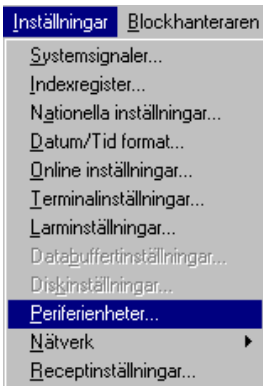 Inställningar Blockhanteraren
Systemsignaler...
Indexregister...
Nationella inställningar...
Datum/Tid format...
Online inställningar...
Terminalinställningar...
Larminställningar...
Databuffertinställningar...
Diskinställningar...
Periferienheter...
Nätverk
Receptinställningar...